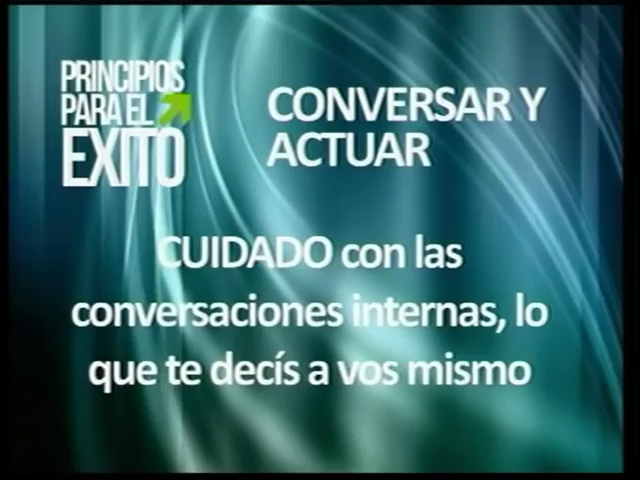 PRINCIPIOS
PARA EL
EXITO
CONVERSAR Y
ACTUAR
CUIDADO con las
conversaciones internas, lo
que te decís a vos mismo